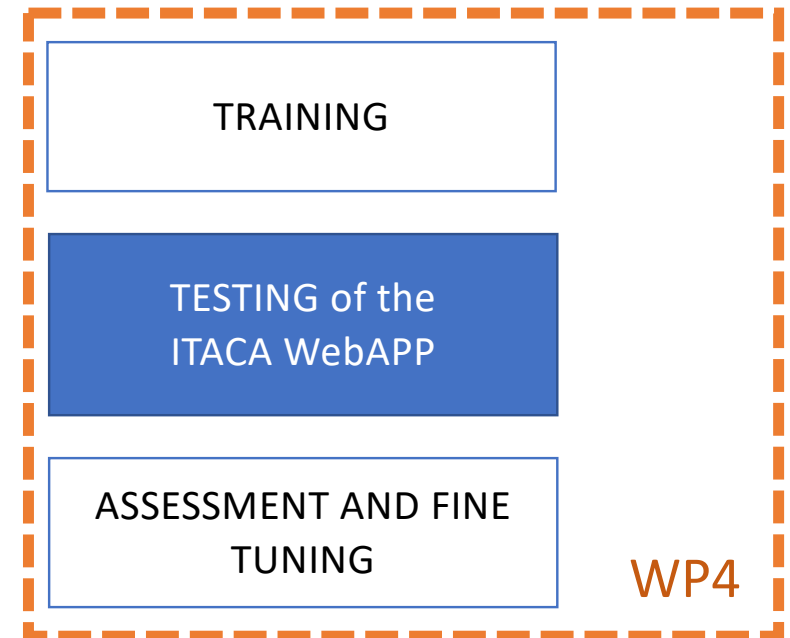 TRAINING
TESTING of the
ITACA WebAPP
ASSESSMENT AND FINE
TUNING
WP4